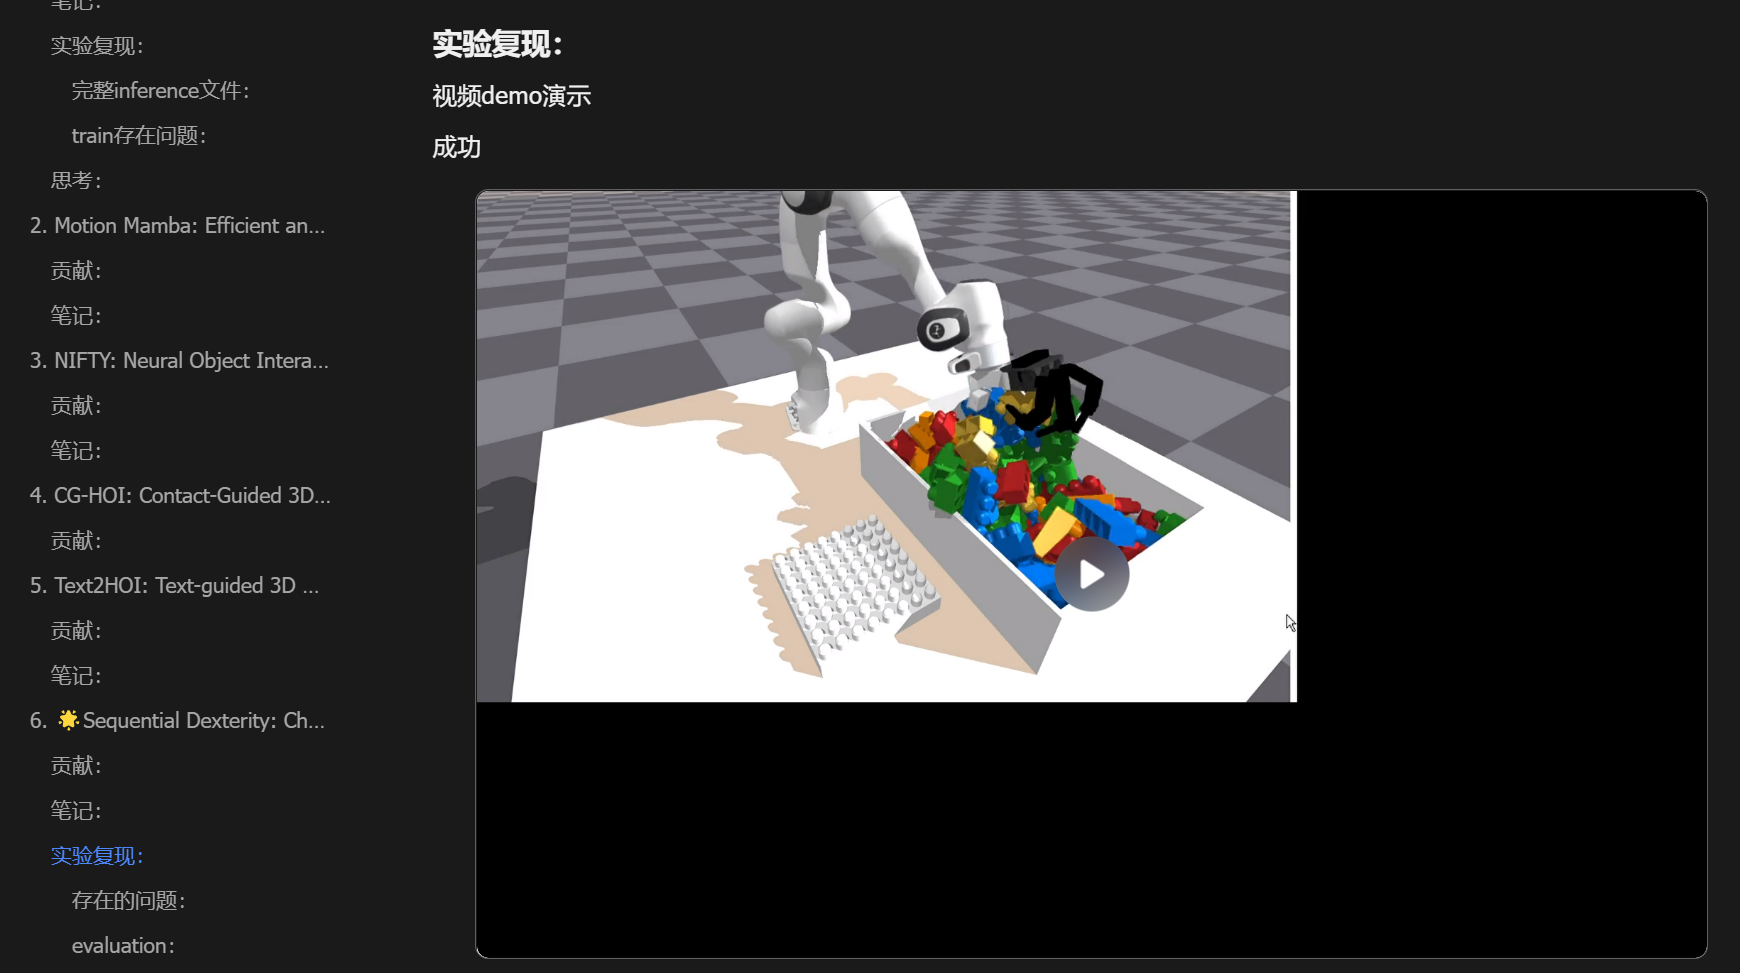 笔记：
实验复现：
完整inference文件：
train存在问题：
思考：
2. Motion Mamba: Efficient an...
贡献：
笔记：
3. NIFTY: Neural Object Intera...
贡献：
笔记：
4. CG-HOI: Contact-Guided 3D...
贡献：
5. Text2HOI: Text-guided 3D ...
贡献：
笔记：
6. 🌟Sequential Dexterity: Ch...
贡献：
笔记：
实验复现：
存在的问题：
evaluation：
实验复现：
视频demo演示
成功